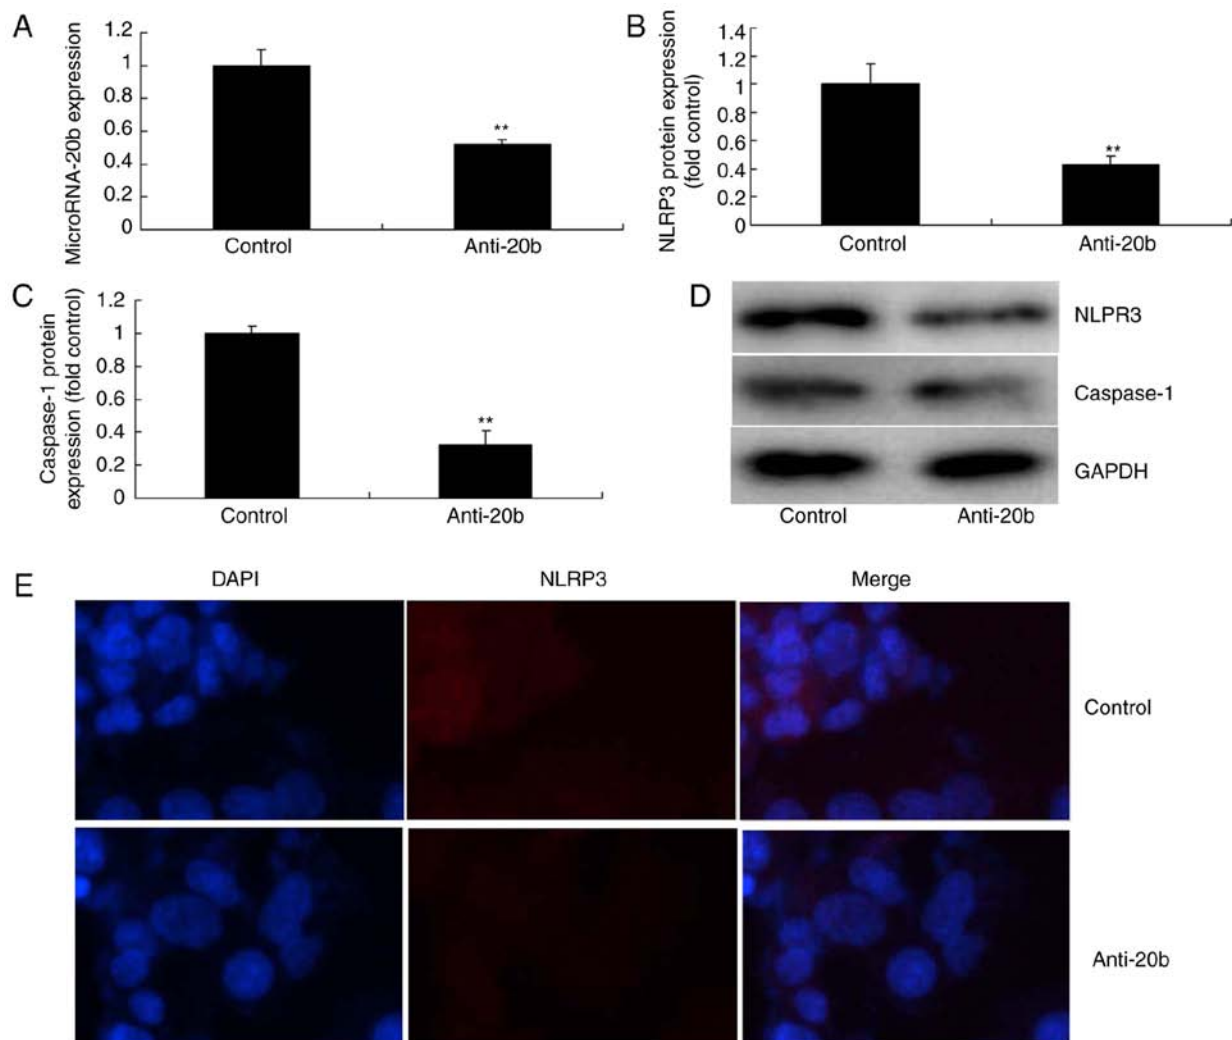 A
MicroRNA-20b expression
1.2
1
0.8
0.6
0.4
0.2
0
**
Control
Anti-20b
B
NLRP3 protein expression
(fold control)
1.4
1.2
1
0.8
0.6
0.4
0.2
0
**
Control
Anti-20b
C
Caspase-1 protein
expression (fold control)
1.2
1
0.8
0.6
0.4
0.2
0
**
Control
Anti-20b
D
NLPR3
Caspase-1
GAPDH
Control
Anti-20b
E
DAPI
NLRP3
Merge
Control
Anti-20b